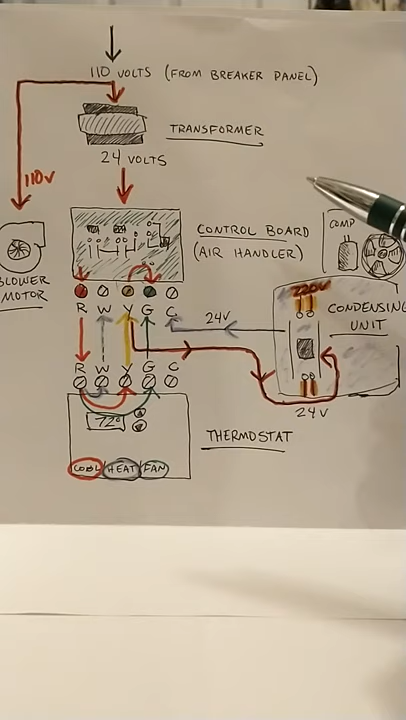 110 VOLTS (FROM BREAKER PANEL)
TRANSFORMER
24 VOLTS
110V
CONTROL BOARD
(AIR HANDLER)
COMP
BLOWER
MOTOR
220V
CONDENSING
UNIT
R W Y G C
24V
R W Y G C
24V
72°
THERMOSTAT
COOL HEAT FAN